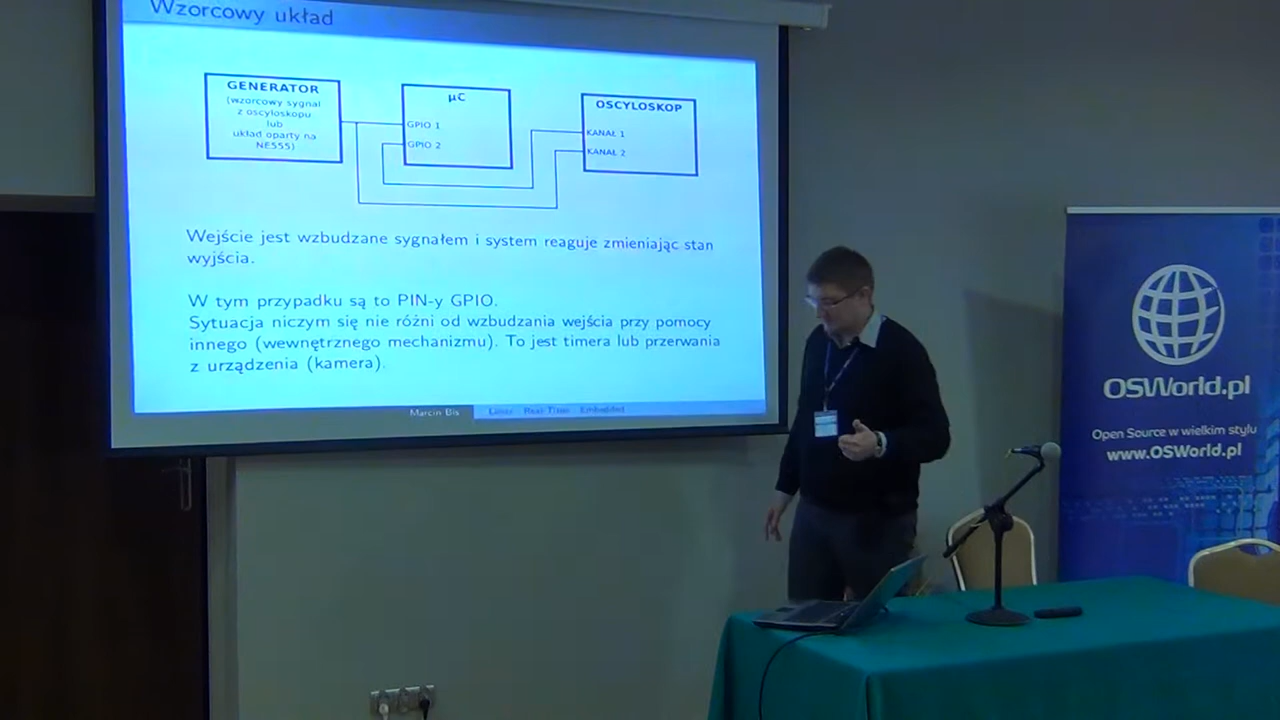 Wzorcowy układ
GENERATOR
(wzorcowy sygnał
z oscyloskopu
lub
układ oparty na
NE555)
µC
GPIO 1
GPIO 2
OSCYLOSKOP
KANAŁ 1
KANAŁ 2
Wejście jest wzbudzane sygnałem i system reaguje zmieniając stan
wyjścia.
W tym przypadku są to PIN-y GPIO.
Sytuacja niczym się nie różni od wzbudzania wejścia przy pomocy
innego (wewnętrznego mechanizmu). To jest timera lub przerwania
z urządzenia (kamera).
Marcin Bis
Linux Real-Time Embedded
OSWorld.pl
Open Source w wielkim stylu
www.OSWorld.pl